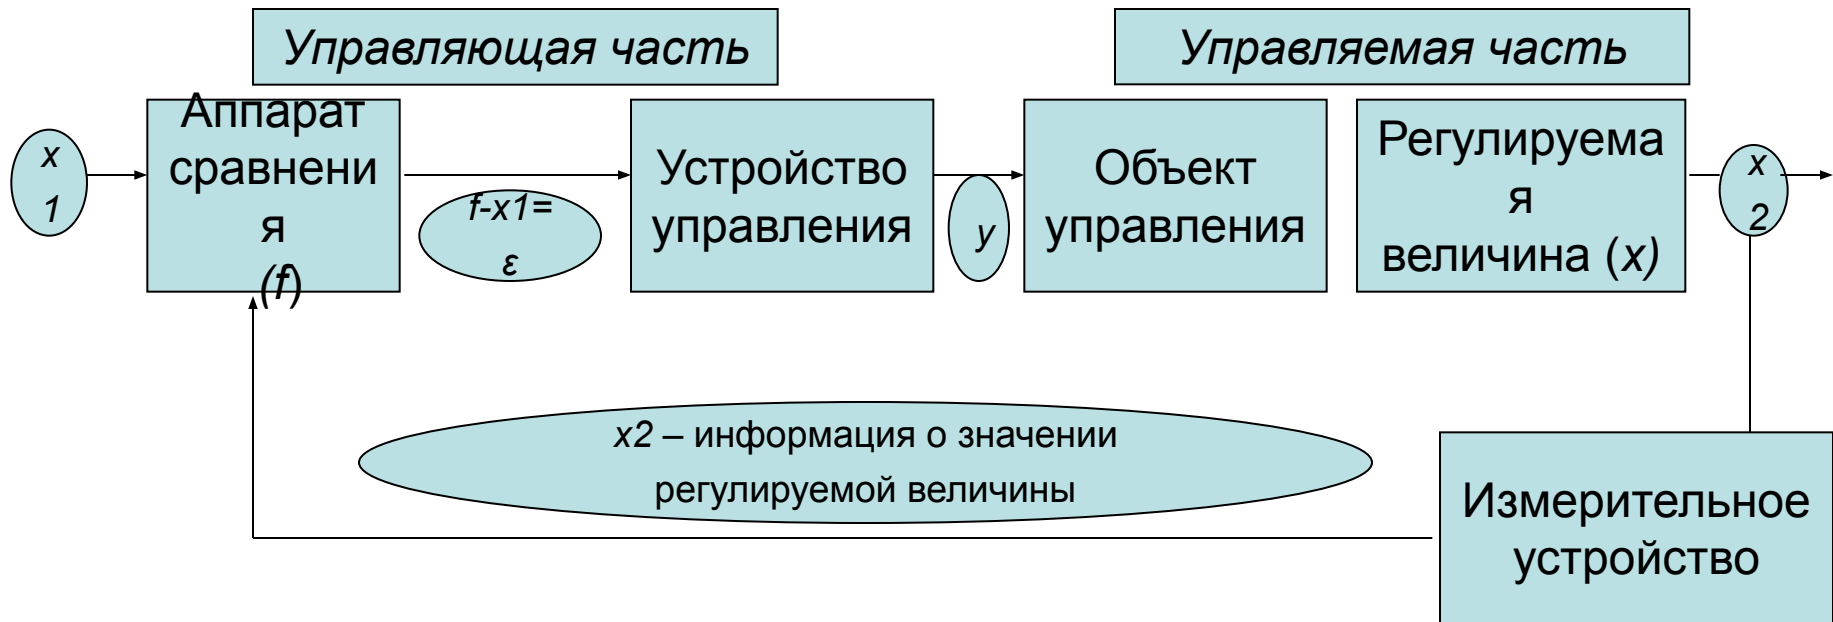 Управляющая часть
Управляемая часть
x
1
Аппарат
сравнени
я
(f)
f-x1=
ε
Устройство
управления
y
Объект
управления
Регулируема
я
величина (x)
x
2
x2 – информация о значении
регулируемой величины
Измерительное
устройство